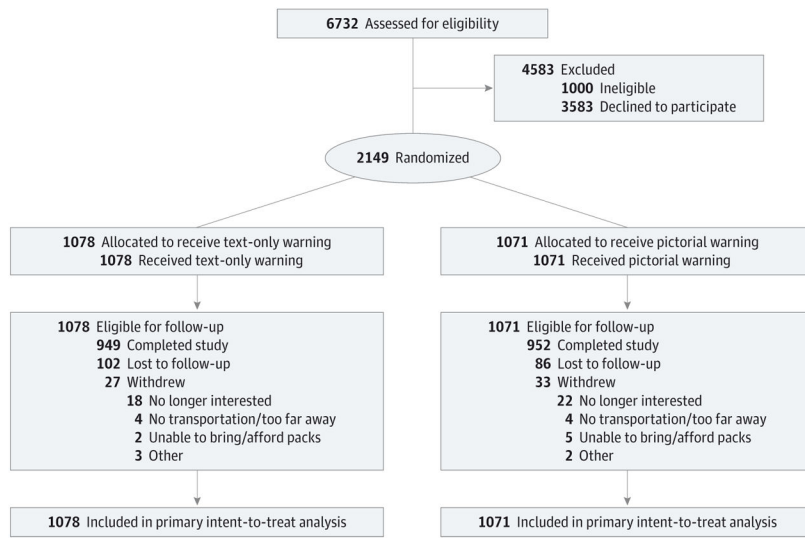 6732 Assessed for eligibility
4583 Excluded
1000 Ineligible
3583 Declined to participate
2149 Randomized
1078 Allocated to receive text-only warning
1078 Received text-only warning
1071 Allocated to receive pictorial warning
1071 Received pictorial warning
1078 Eligible for follow-up
949 Completed study
102 Lost to follow-up
27 Withdrew
18 No longer interested
4 No transportation/too far away
2 Unable to bring/afford packs
3 Other
1071 Eligible for follow-up
952 Completed study
86 Lost to follow-up
33 Withdrew
22 No longer interested
4 No transportation/too far away
5 Unable to bring/afford packs
2 Other
1078 Included in primary intent-to-treat analysis
1071 Included in primary intent-to-treat analysis